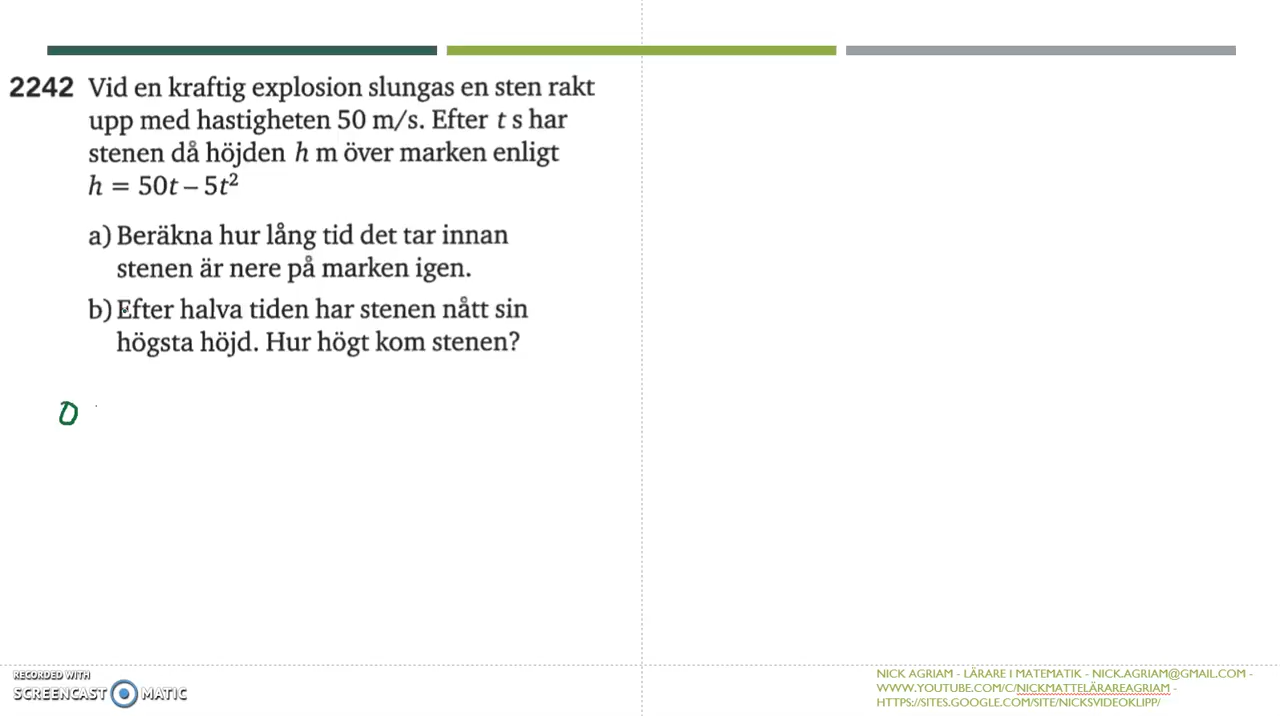 2242 Vid en kraftig explosion slungas en sten rakt
upp med hastigheten 50 m/s. Efter t s har
stenen då höjden h m över marken enligt
h = 50t – 5t²
a) Beräkna hur lång tid det tar innan
stenen är nere på marken igen.
b) Efter halva tiden har stenen nått sin
högsta höjd. Hur högt kom stenen?
0
RECORDED WITH
SCREENCAST MATIC
NICK AGRIAM - LÄRARE I MATEMATIK - NICK.AGRIAM@GMAIL.COM -
WWW.YOUTUBE.COM/C/NICKMATTELÄRAREAGRIAM -
HTTPS://SITES.GOOGLE.COM/SITE/NICKSVIDEOKLIPP/